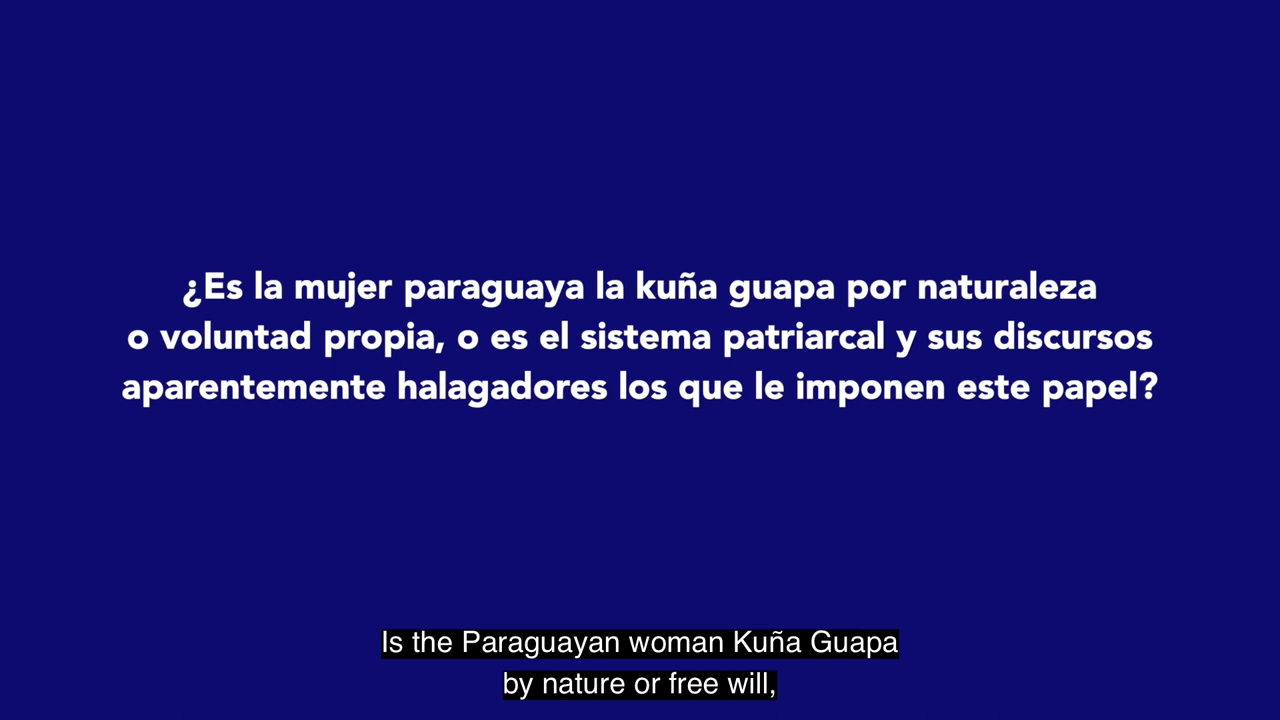 ¿Es la mujer paraguaya la kuña guapa por naturaleza
o voluntad propia, o es el sistema patriarcal y sus discursos
aparentemente halagadores los que le imponen este papel?
Is the Paraguayan woman Kuña Guapa
by nature or free will,